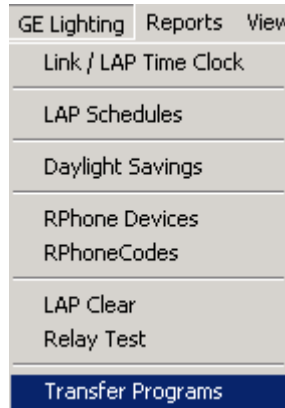 GE Lighting Reports View
Link / LAP Time Clock
LAP Schedules
Daylight Savings
RPhone Devices
RPhoneCodes
LAP Clear
Relay Test
Transfer Programs